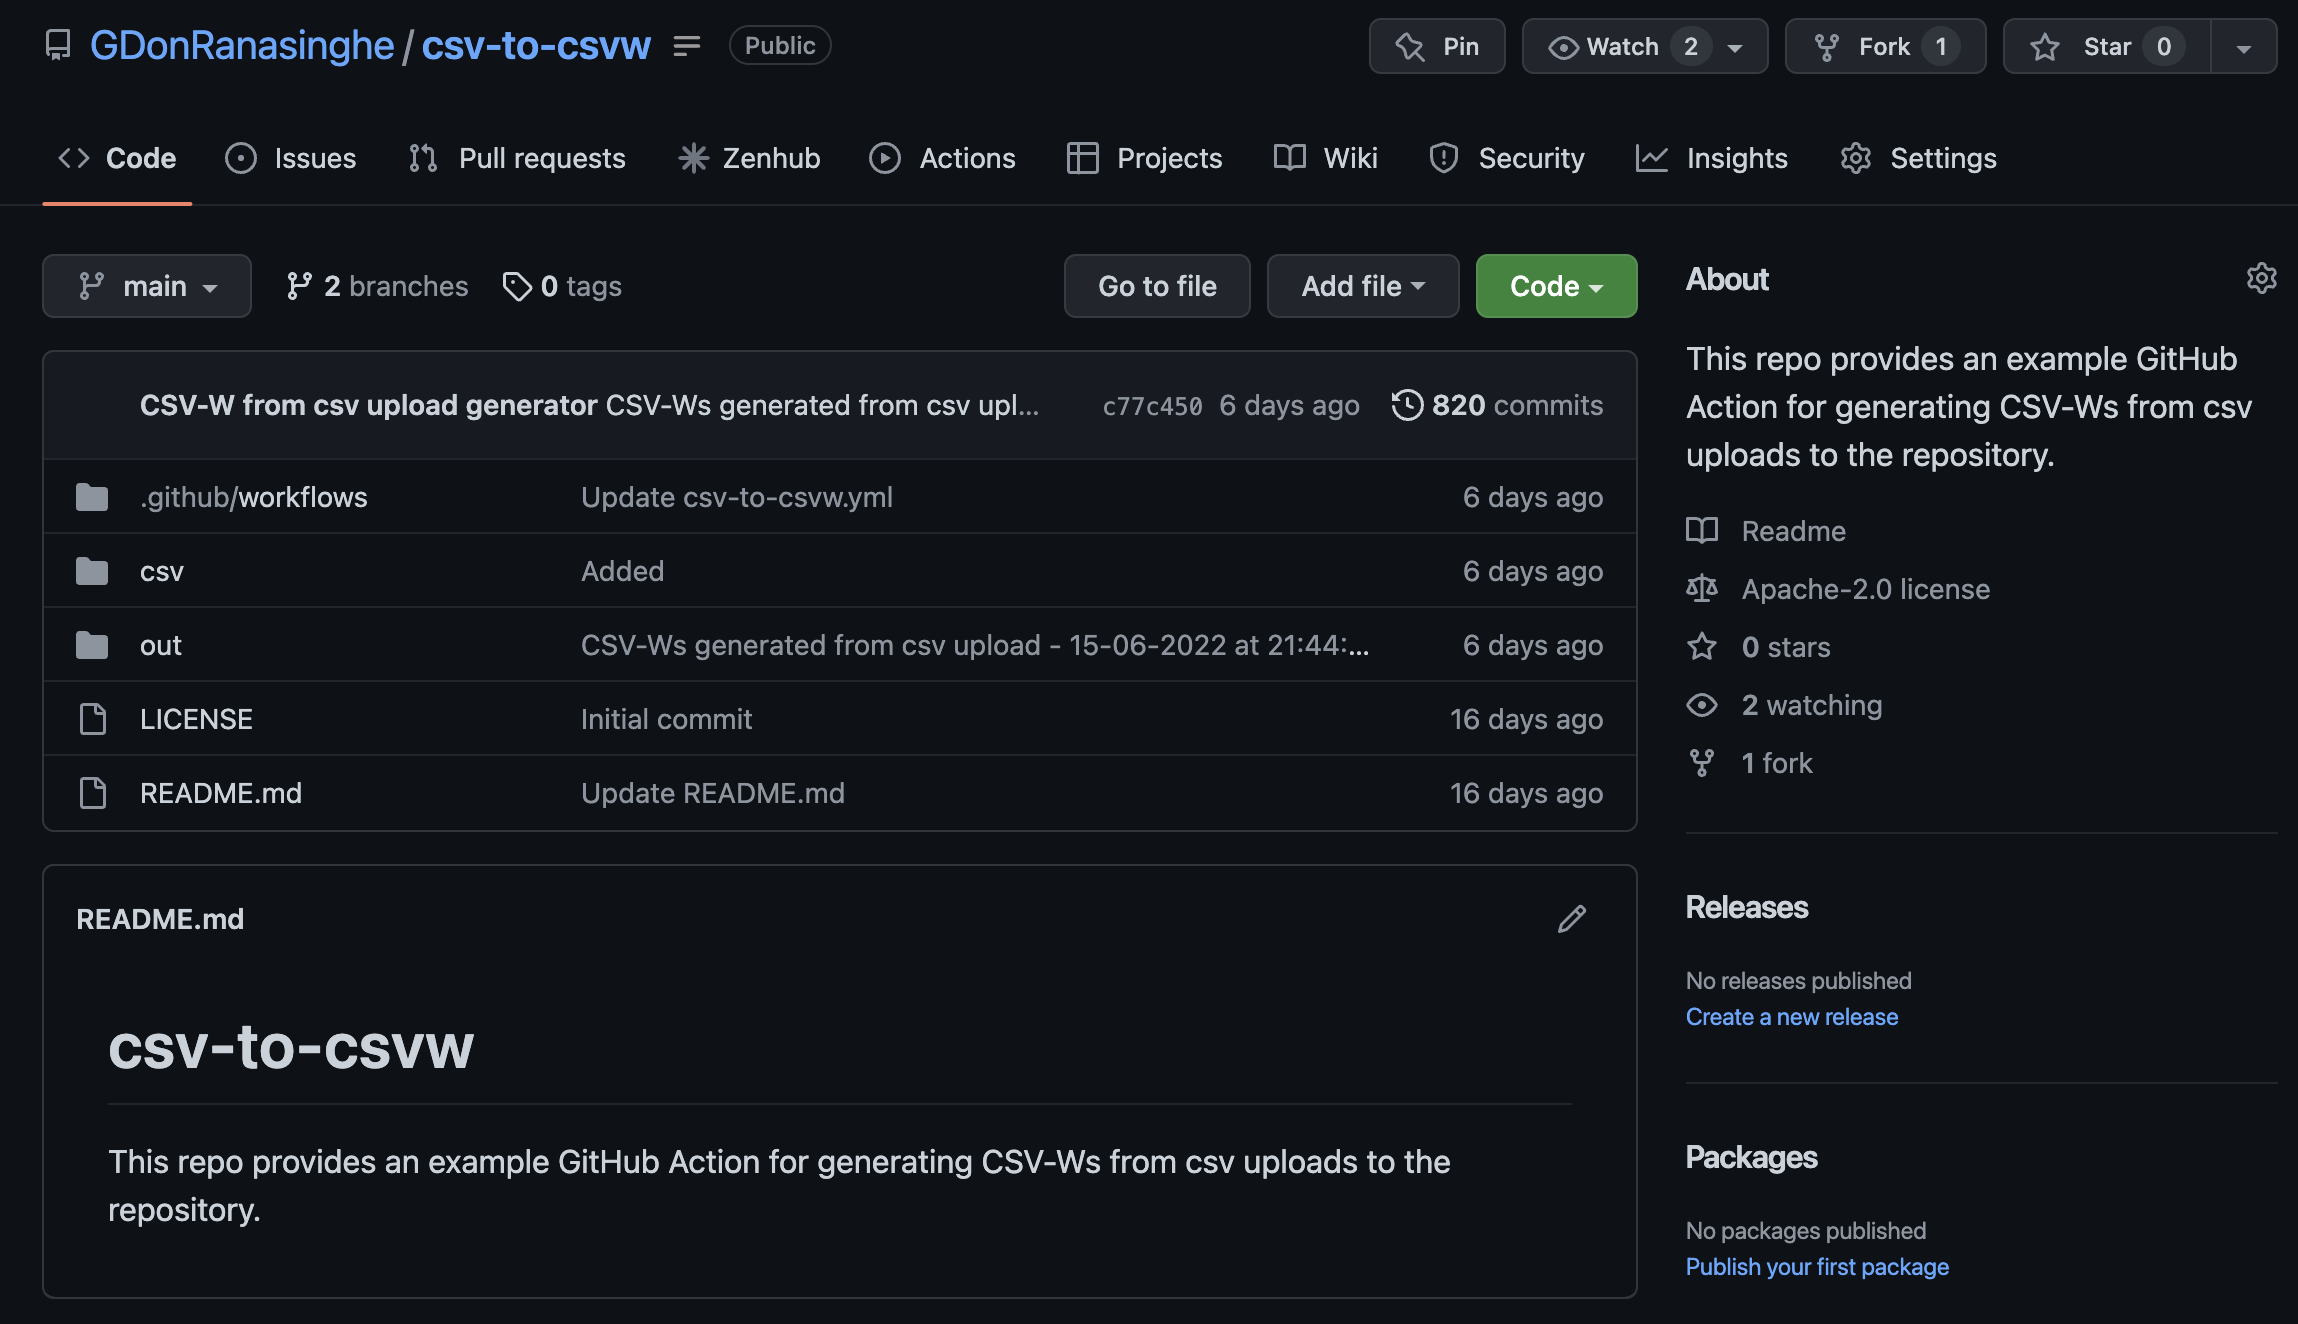 GDonRanasinghe / csv-to-csvw Public Pin Watch 2 Fork 1 Star 0
Code Issues Pull requests Zenhub Actions Projects Wiki Security Insights Settings
main 2 branches 0 tags Go to file Add file Code
CSV-W from csv upload generator CSV-Ws generated from csv upl... c77c450 6 days ago 820 commits
.github/workflows Update csv-to-csvw.yml 6 days ago
csv Added 6 days ago
out CSV-Ws generated from csv upload - 15-06-2022 at 21:44:... 6 days ago
LICENSE Initial commit 16 days ago
README.md Update README.md 16 days ago
README.md
csv-to-csvw
This repo provides an example GitHub Action for generating CSV-Ws from csv uploads to the
repository.
About
This repo provides an example GitHub
Action for generating CSV-Ws from csv
uploads to the repository.
Readme
Apache-2.0 license
0 stars
2 watching
1 fork
Releases
No releases published
Create a new release
Packages
No packages published
Publish your first package